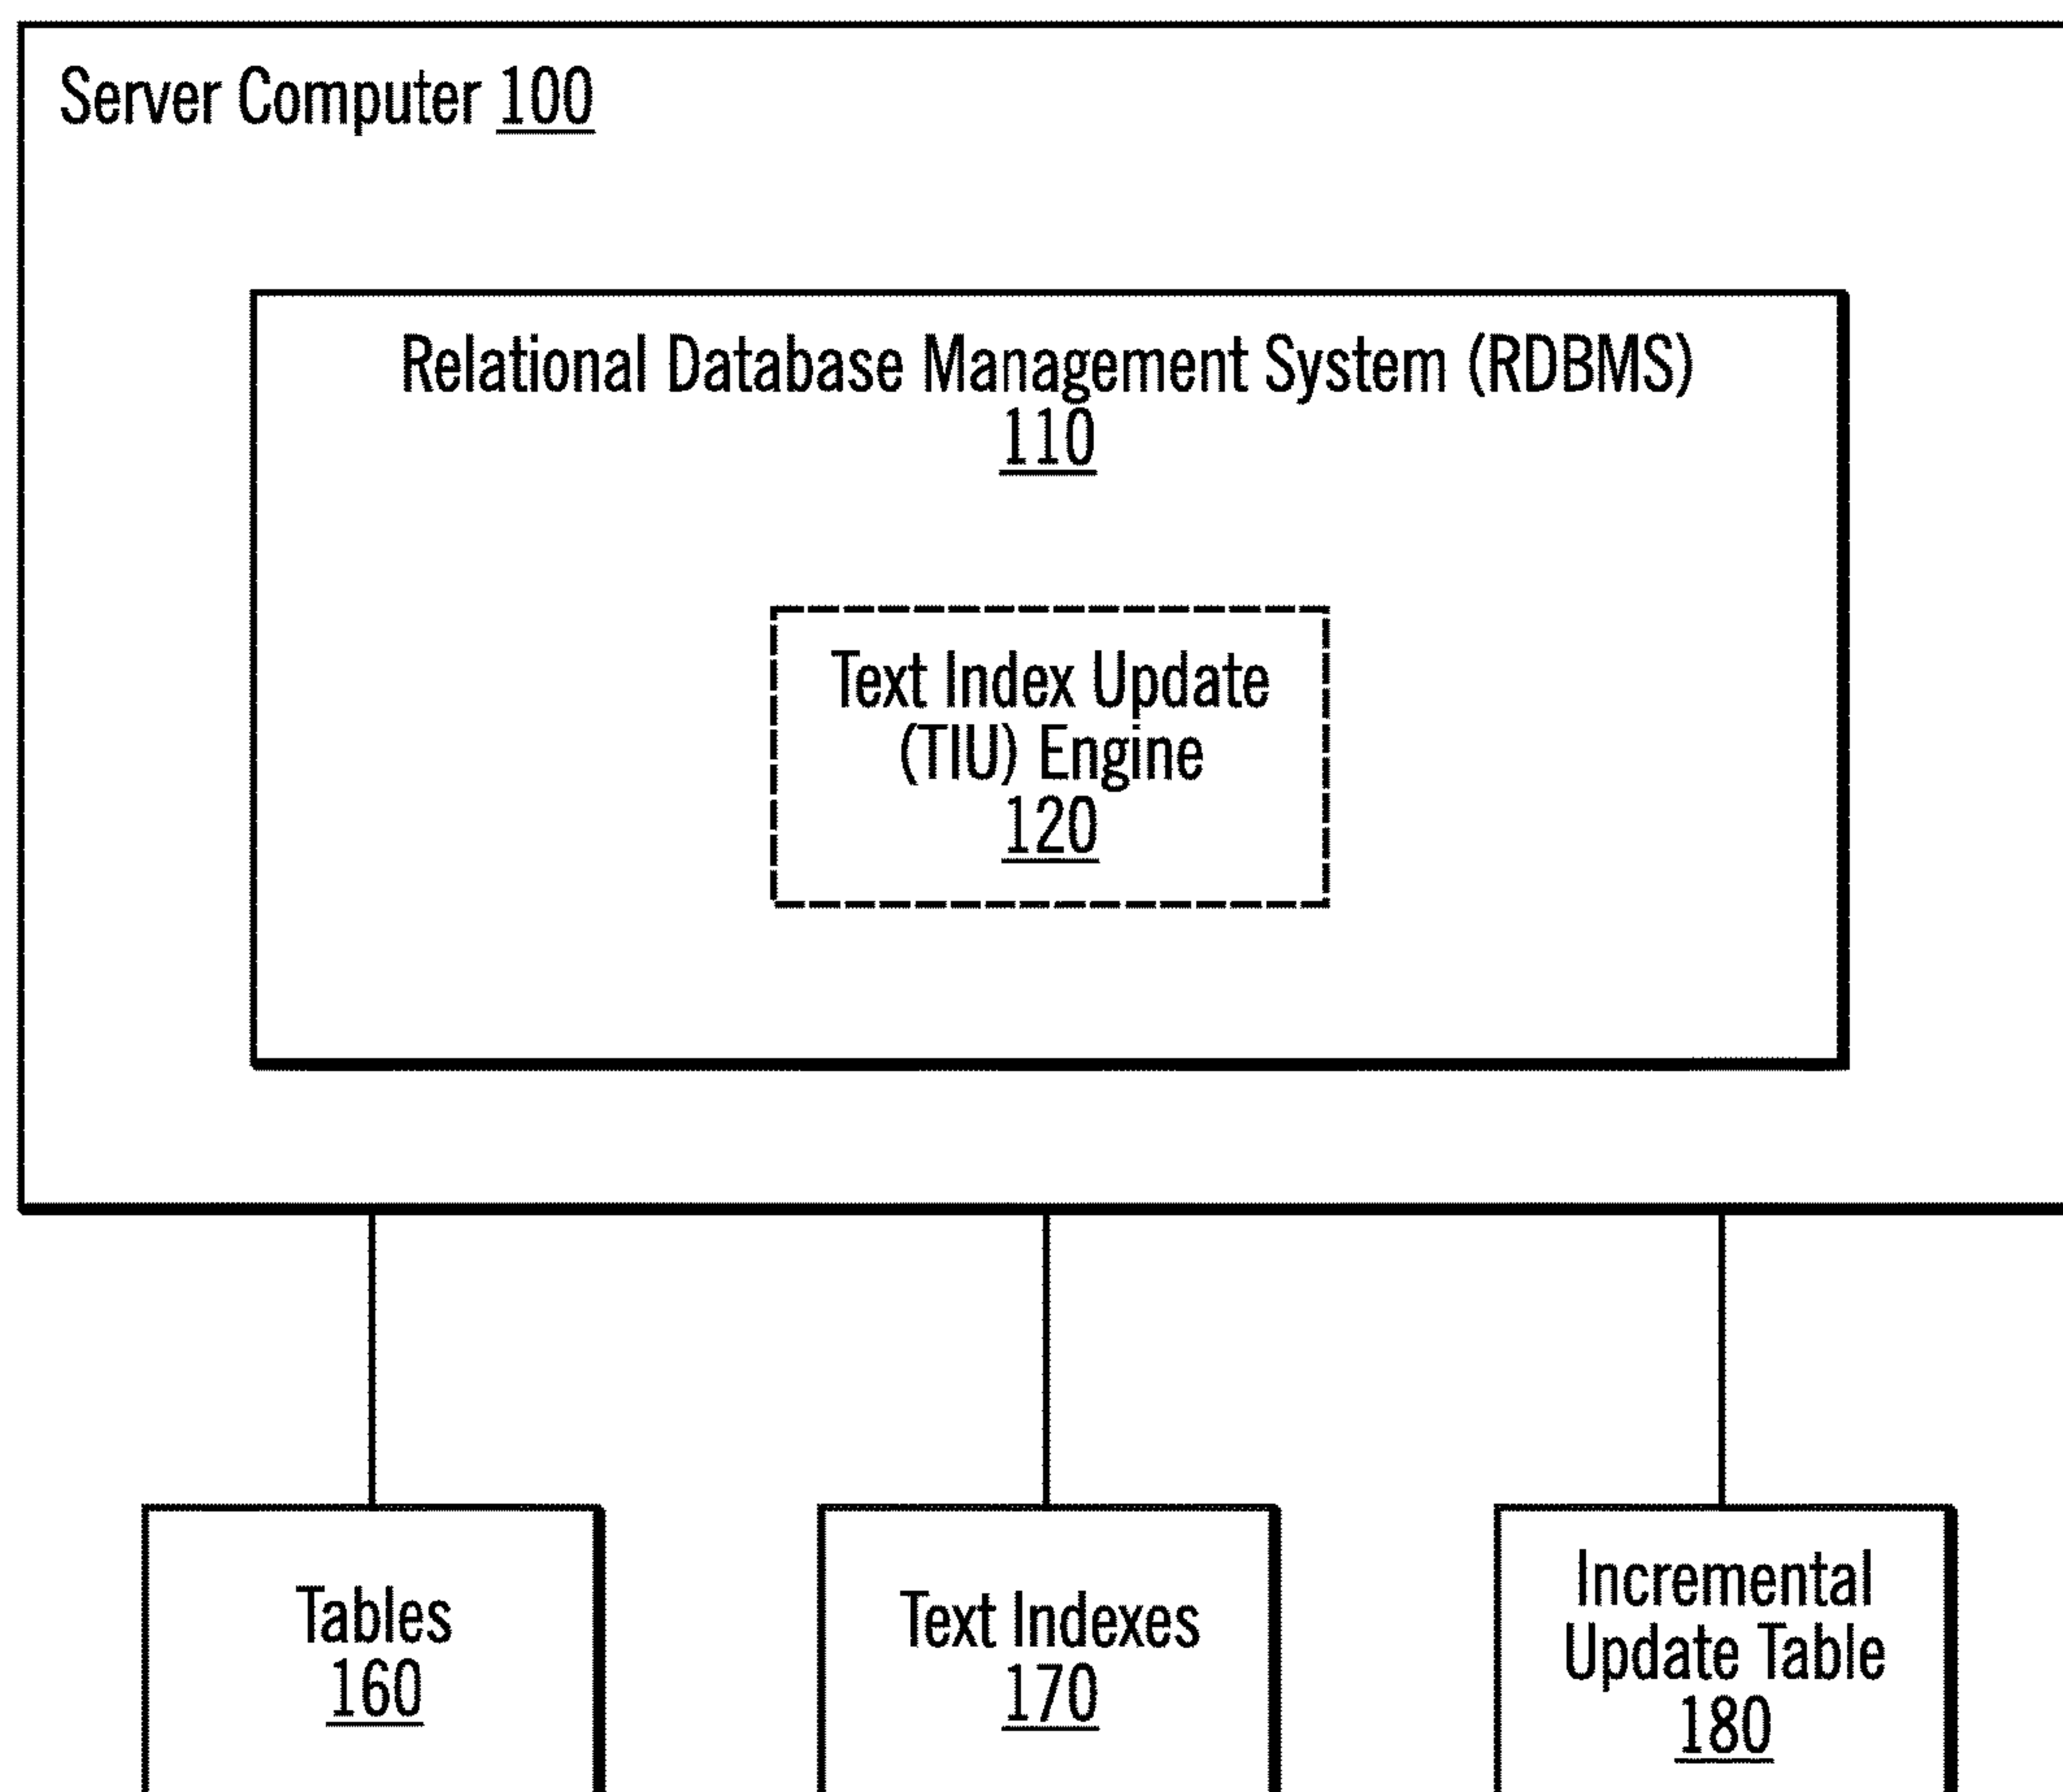 Server Computer 100
Relational Database Management System (RDBMS)
110
Text Index Update
(TIU) Engine
120
Tables
160
Text Indexes
170
Incremental
Update Table
180